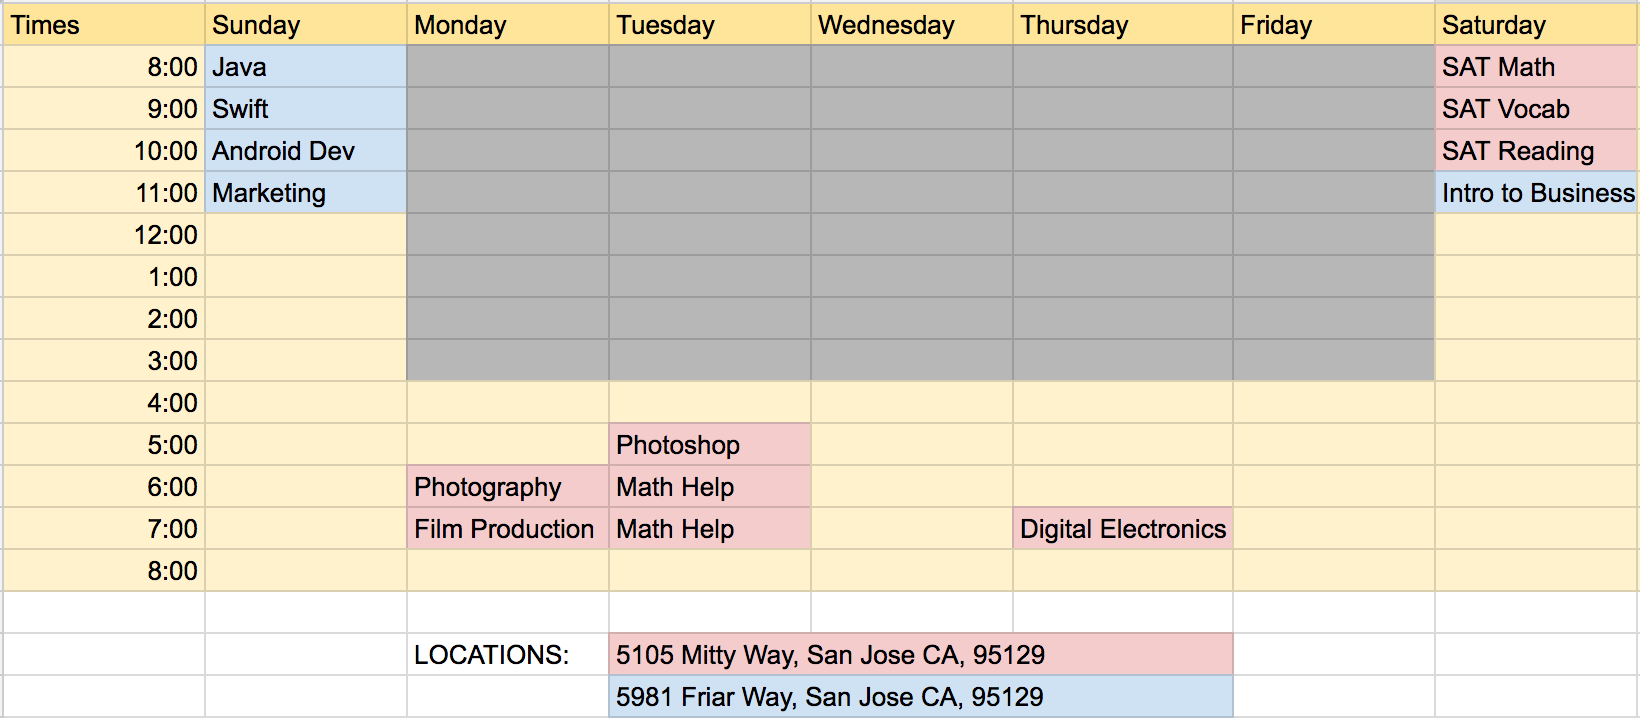 Times Sunday Monday Tuesday Wednesday Thursday Friday Saturday
8:00 Java SAT Math
9:00 Swift SAT Vocab
10:00 Android Dev SAT Reading
11:00 Marketing Intro to Business
12:00
1:00
2:00
3:00
4:00
5:00 Photoshop
6:00 Photography Math Help
7:00 Film Production Math Help Digital Electronics
8:00
LOCATIONS: 5105 Mitty Way, San Jose CA, 95129
5981 Friar Way, San Jose CA, 95129